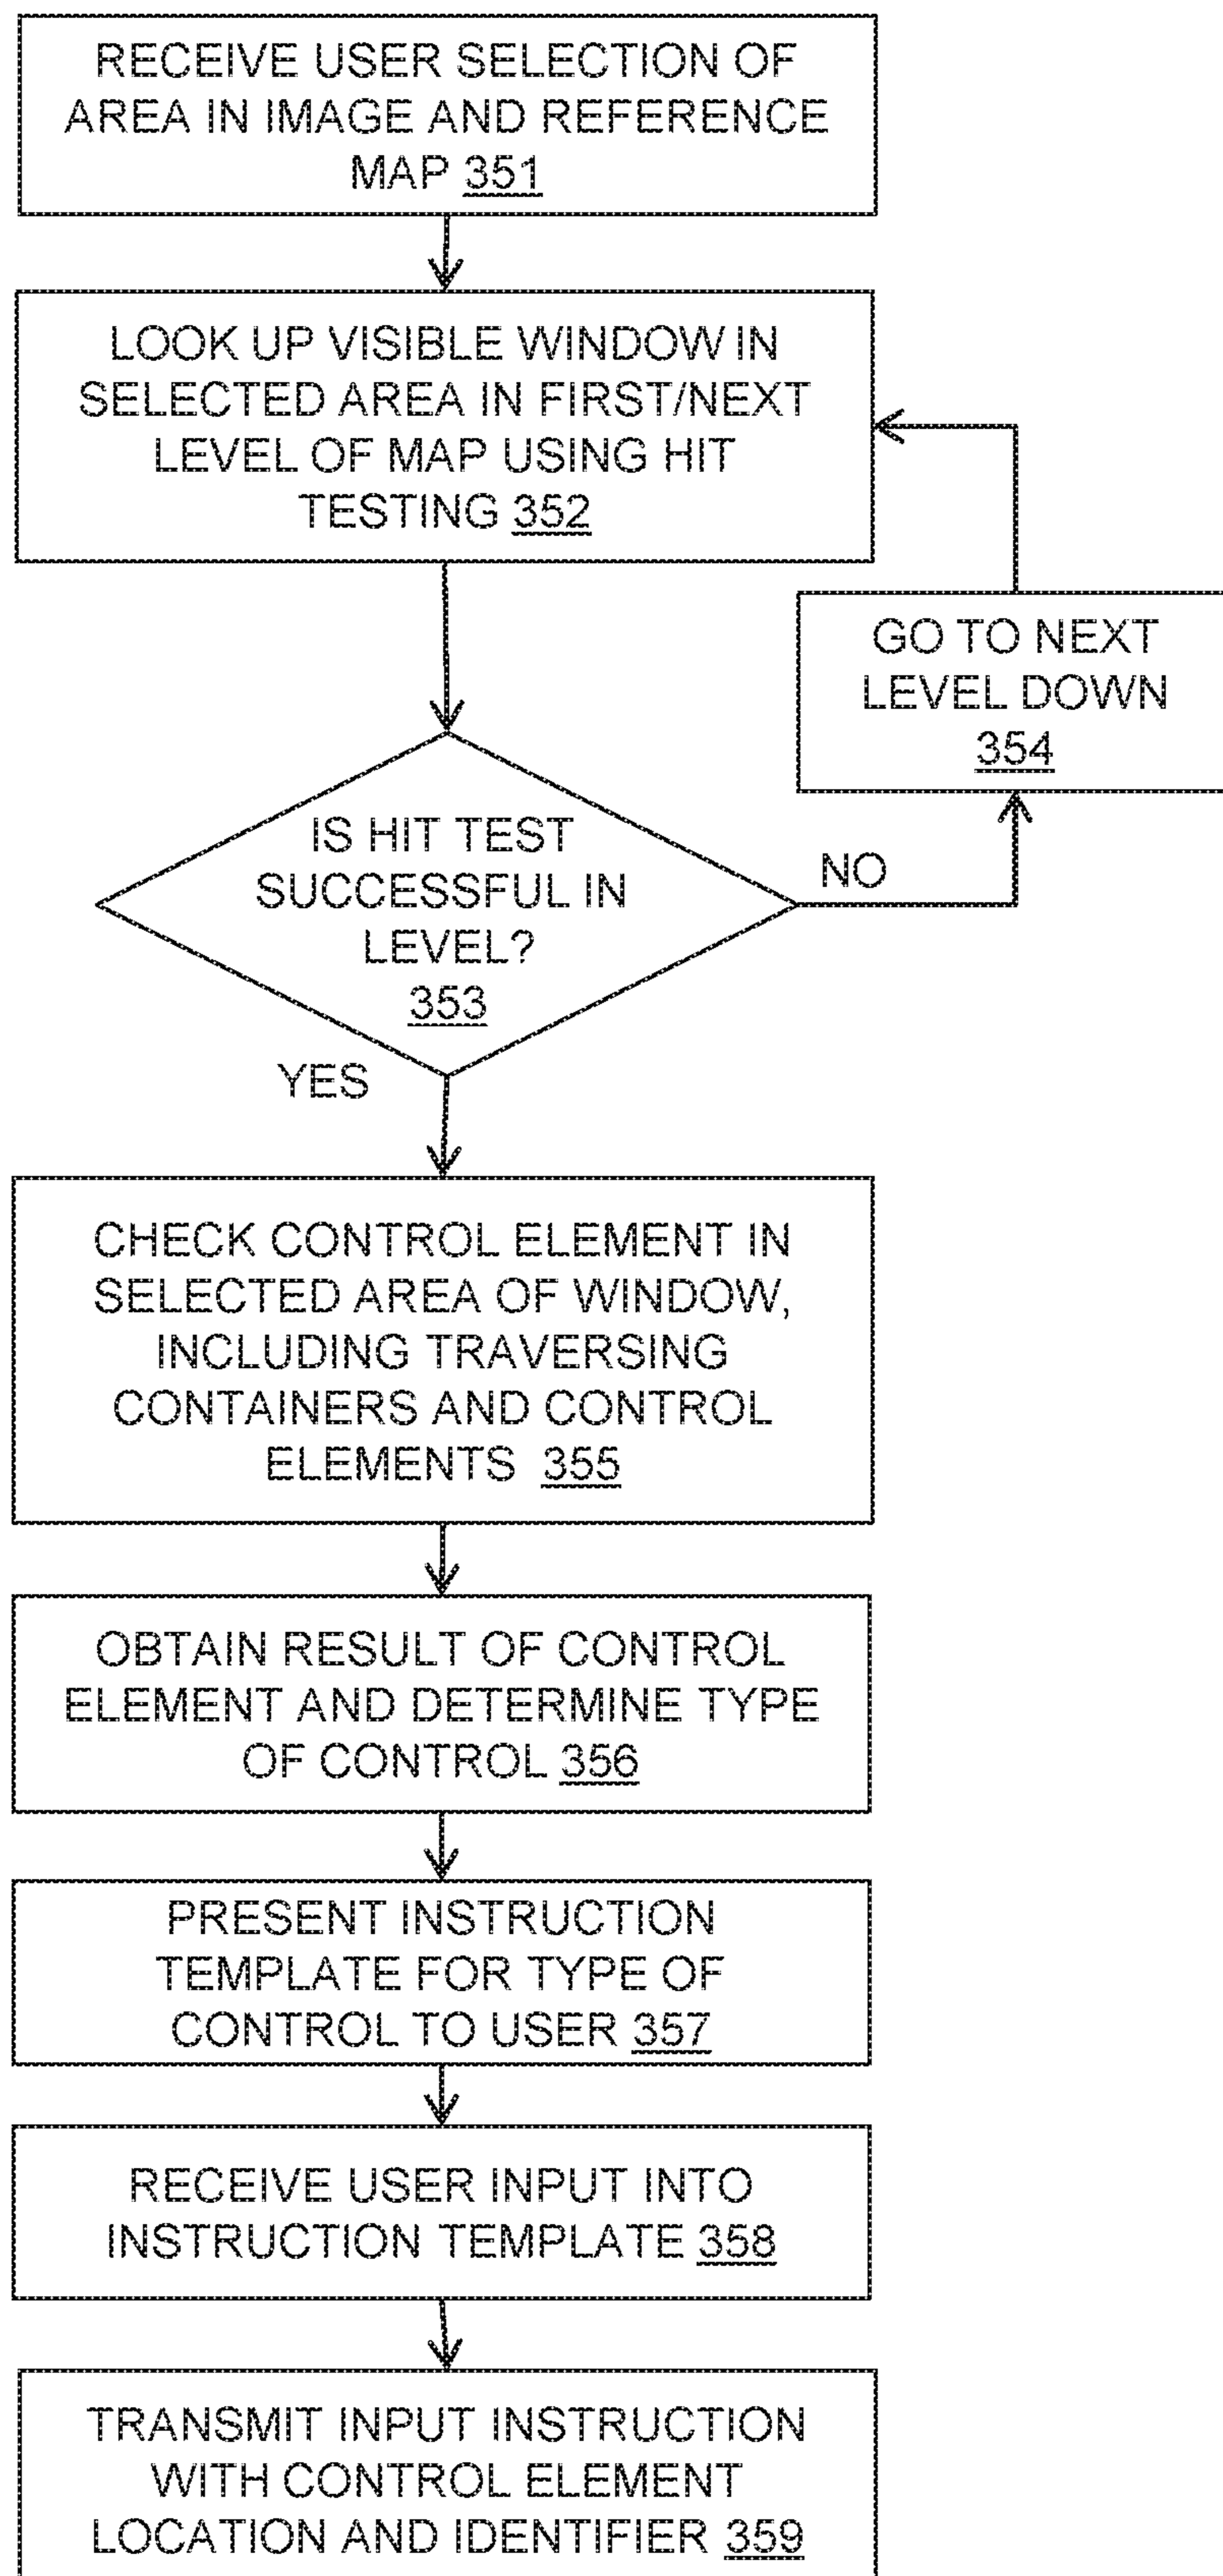 RECEIVE USER SELECTION OF
AREA IN IMAGE AND REFERENCE
MAP 351
LOOK UP VISIBLE WINDOW IN
SELECTED AREA IN FIRST/NEXT
LEVEL OF MAP USING HIT
TESTING 352
GO TO NEXT
LEVEL DOWN
354
IS HIT TEST
SUCCESSFUL IN
LEVEL?
353
NO
YES
CHECK CONTROL ELEMENT IN
SELECTED AREA OF WINDOW,
INCLUDING TRAVERSING
CONTAINERS AND CONTROL
ELEMENTS 355
OBTAIN RESULT OF CONTROL
ELEMENT AND DETERMINE TYPE
OF CONTROL 356
PRESENT INSTRUCTION
TEMPLATE FOR TYPE OF
CONTROL TO USER 357
RECEIVE USER INPUT INTO
INSTRUCTION TEMPLATE 358
TRANSMIT INPUT INSTRUCTION
WITH CONTROL ELEMENT
LOCATION AND IDENTIFIER 359